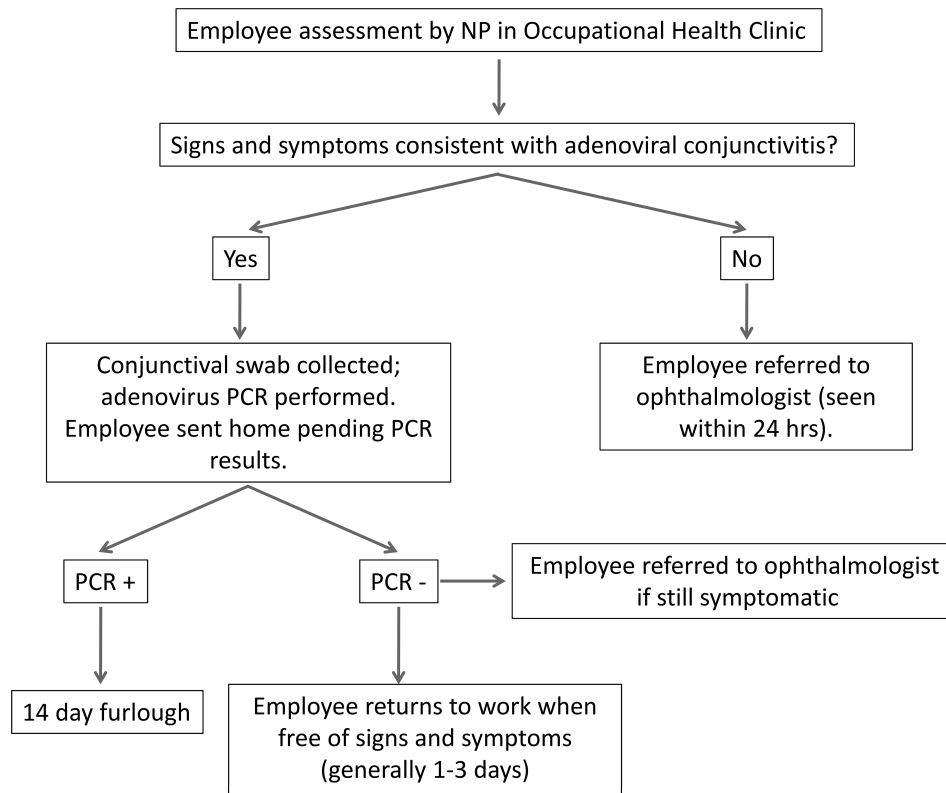 Employee assessment by NP in Occupational Health Clinic
Signs and symptoms consistent with adenoviral conjunctivitis?
Yes
No
Conjunctival swab collected;
adenovirus PCR performed.
Employee sent home pending PCR
results.
Employee referred to
ophthalmologist (seen
within 24 hrs).
PCR +
PCR -
Employee referred to ophthalmologist
if still symptomatic
14 day furlough
Employee returns to work when
free of signs and symptoms
(generally 1-3 days)